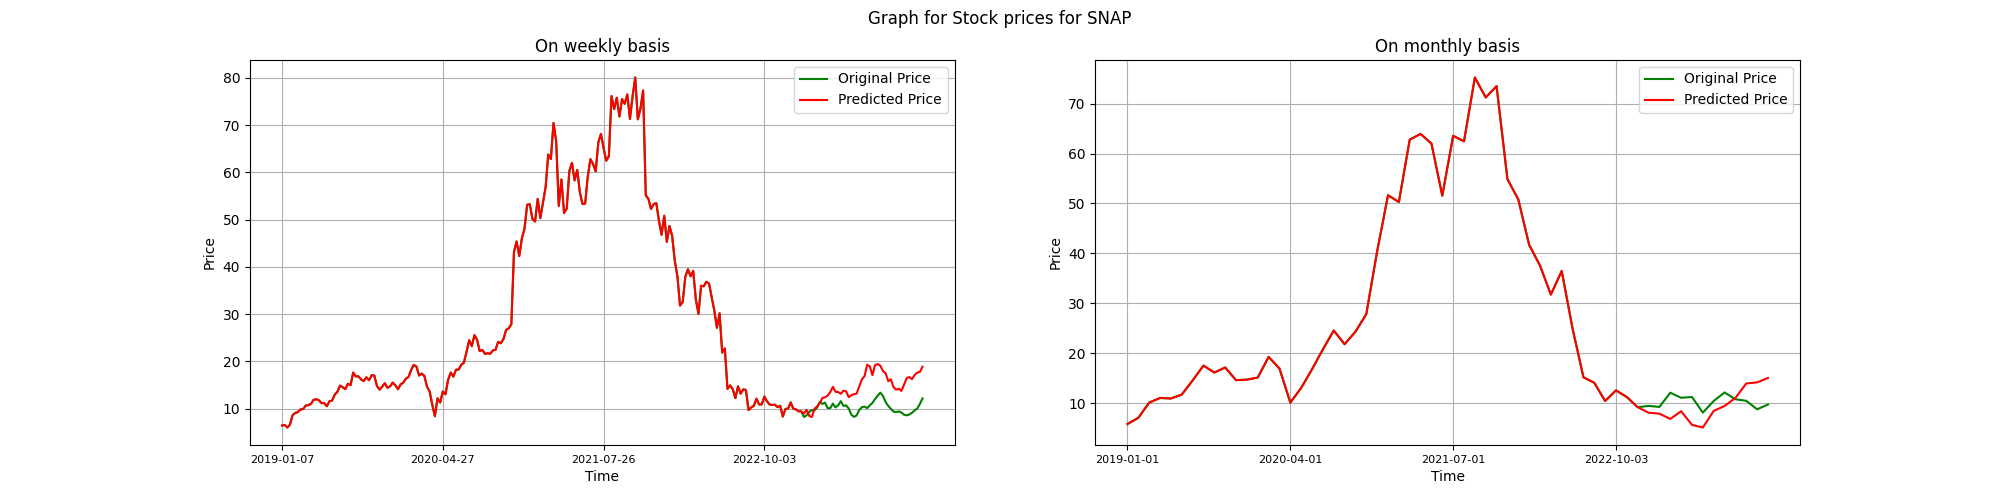 Graph for Stock prices for SNAP
On weekly basis
80
70
60
50
40
30
20
10
Price
2019-01-07 2020-04-27 2021-07-26 2022-10-03
Time
Original Price
Predicted Price
On monthly basis
70
60
50
40
30
20
10
Price
2019-01-01 2020-04-01 2021-07-01 2022-10-03
Time
Original Price
Predicted Price